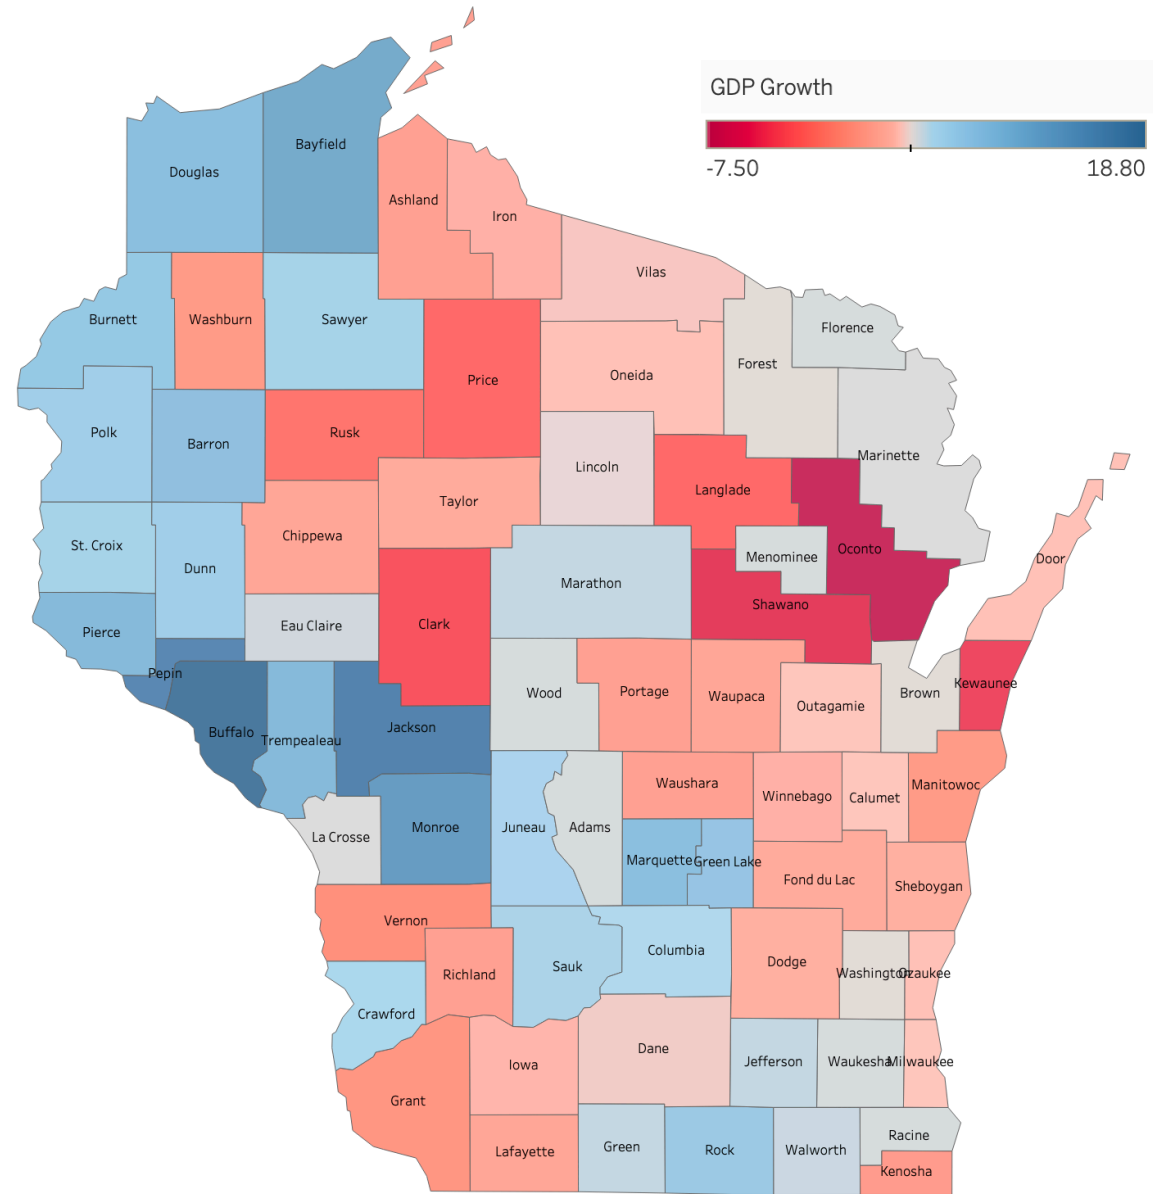 GDP Growth
-7.50
18.80
Bayfield
Douglas
Ashland
Iron
Vilas
Burnett
Washburn
Sawyer
Florence
Forest
Price
Oneida
Polk
Barron
Rusk
Marinette
Lincoln
Langlade
Taylor
Chippewa
St. Croix
Oconto
Menominee
Door
Dunn
Marathon
Shawano
Eau Claire
Clark
Pierce
Pepin
Kewaunee
Wood
Portage
Waupaca
Brown
Outagamie
Jackson
Buffalo
Trempealeau
Waushara
Manitowoc
Winnebago
Calumet
La Crosse
Monroe
Juneau
Adams
Marquette
Green Lake
Fond du Lac
Sheboygan
Vernon
Columbia
Dodge
Sauk
Richland
Washington
Ozaukee
Crawford
Dane
Iowa
Jefferson
Waukesha
Milwaukee
Grant
Racine
Green
Rock
Walworth
Lafayette
Kenosha